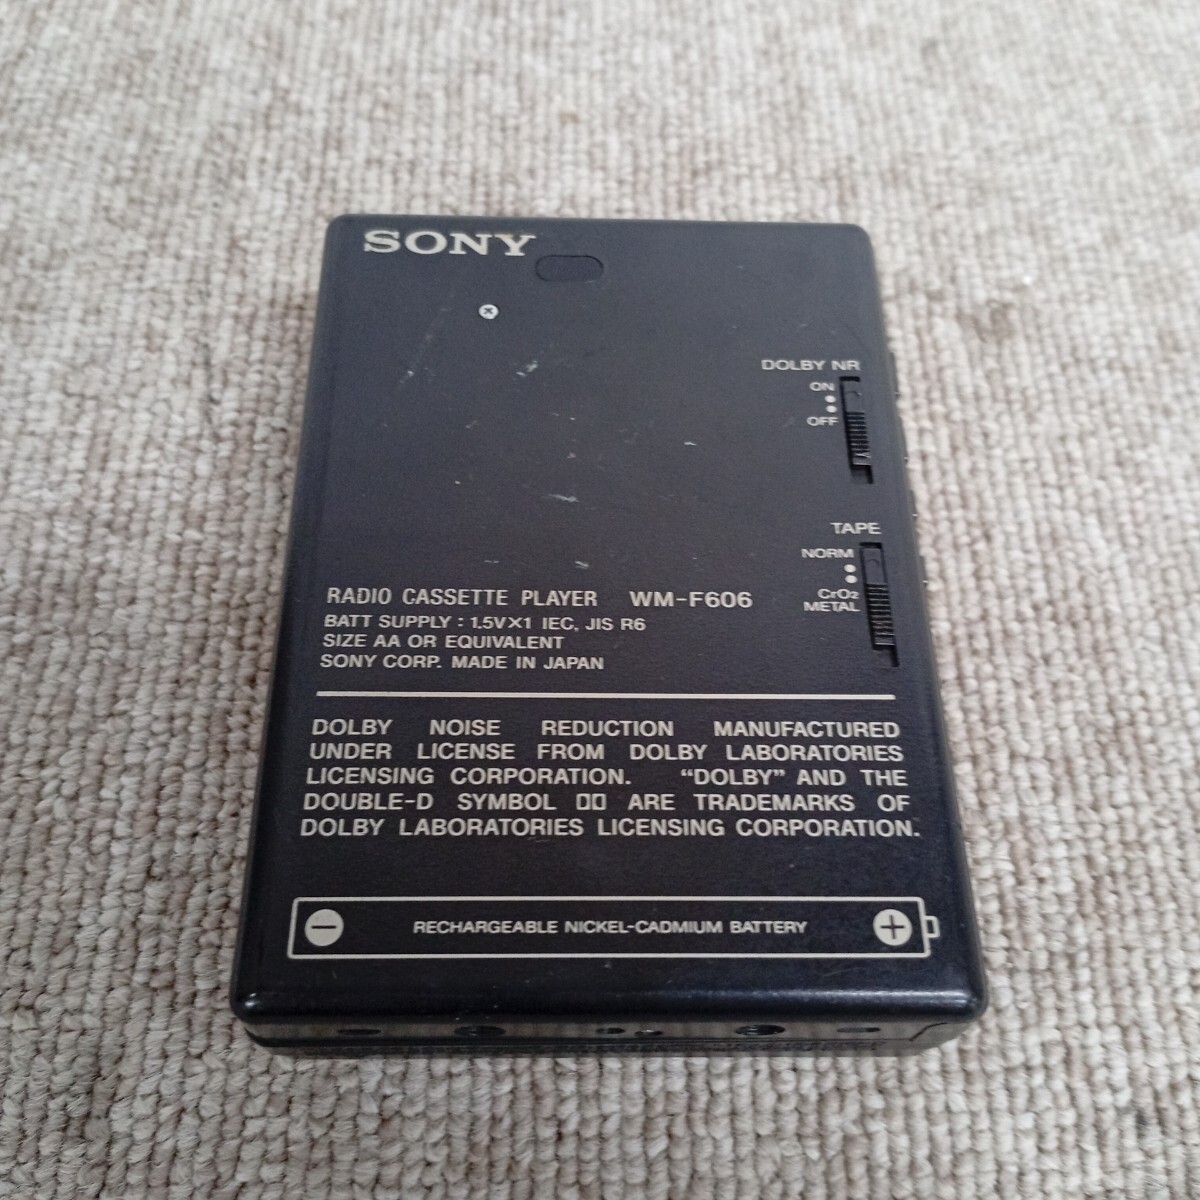 SONY
DOLBY NR
ON
OFF
TAPE
NORM
CrO2
METAL
RADIO CASSETTE PLAYER WM-F606
BATT SUPPLY : 1.5V×1 IEC, JIS R6
SIZE AA OR EQUIVALENT
SONY CORP. MADE IN JAPAN
DOLBY NOISE REDUCTION MANUFACTURED
UNDER LICENSE FROM DOLBY LABORATORIES
LICENSING CORPORATION. “DOLBY” AND THE
DOUBLE-D SYMBOL ARE TRADEMARKS OF
DOLBY LABORATORIES LICENSING CORPORATION.
− RECHARGEABLE NICKEL-CADMIUM BATTERY +